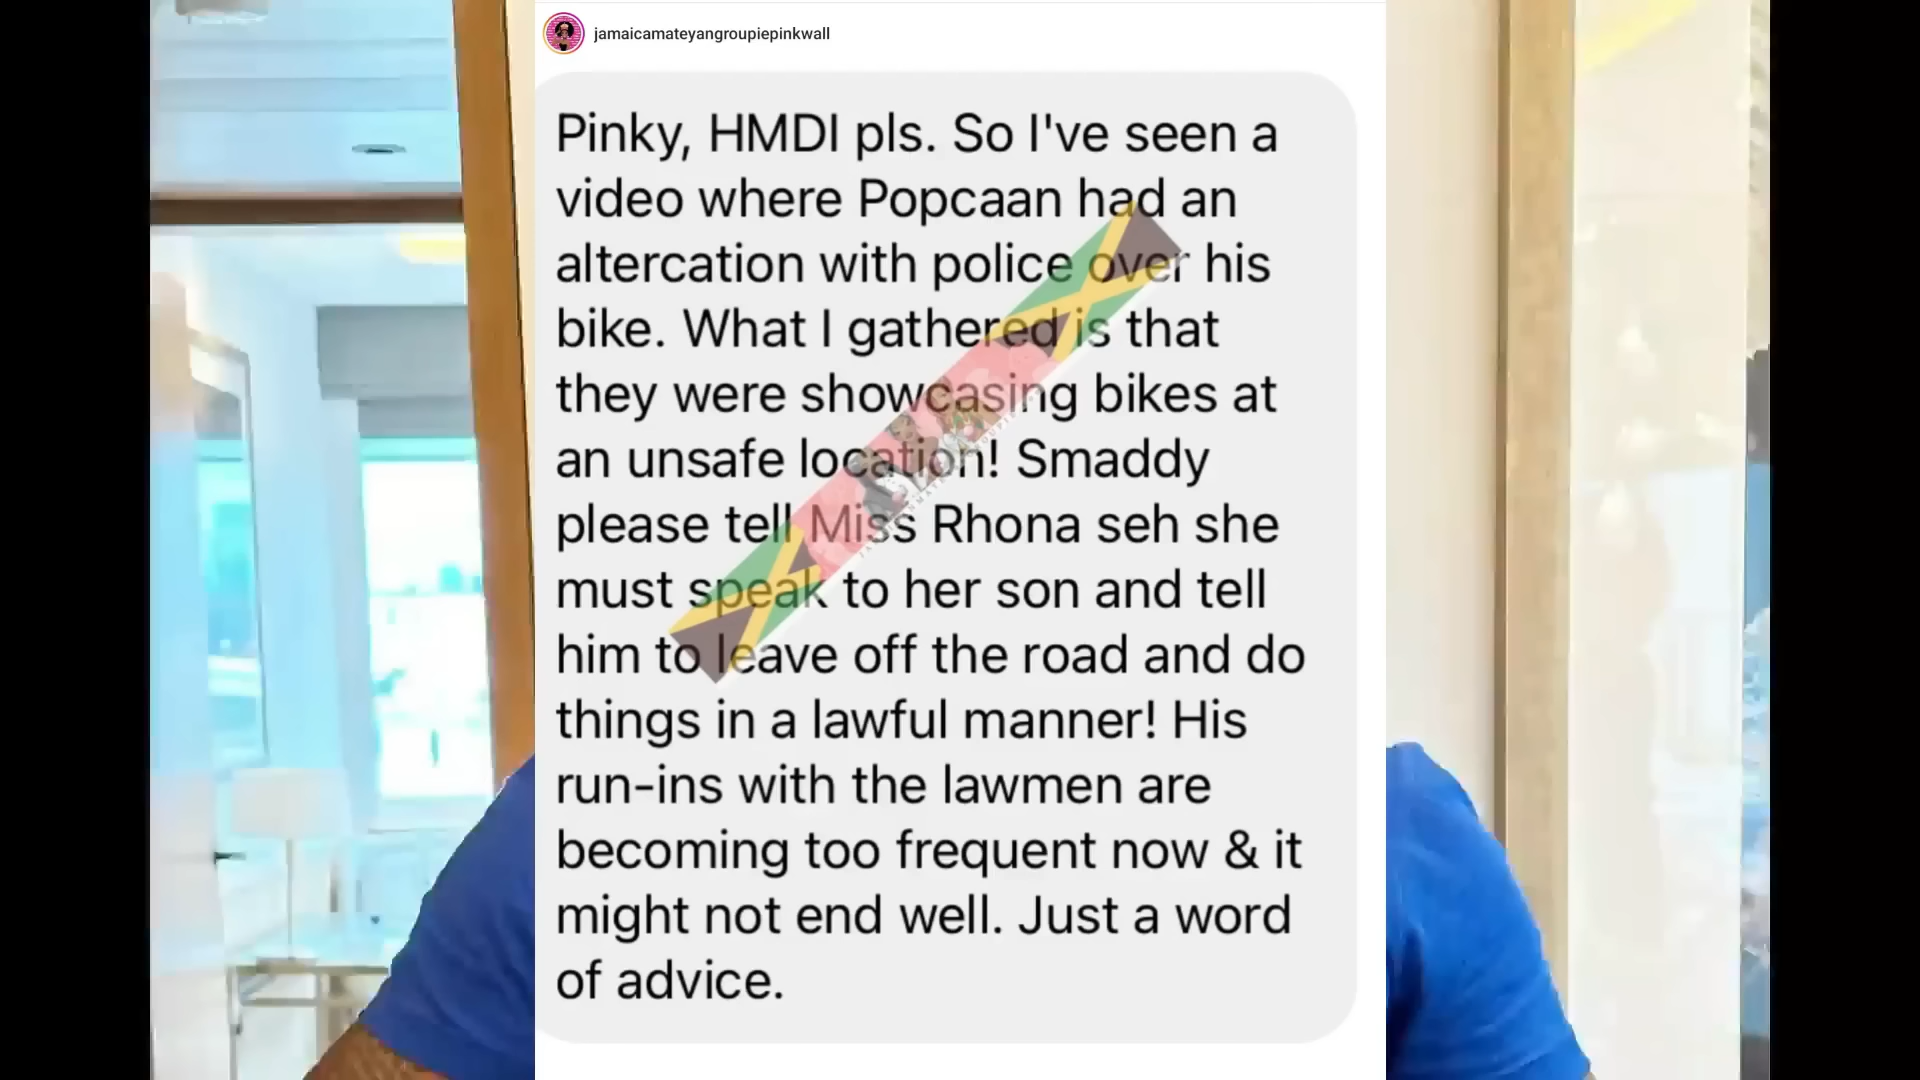 jamaicamateyangroupiepinkwall
Pinky, HMDI pls. So I've seen a
video where Popcaan had an
altercation with police over his
bike. What I gathered is that
they were showcasing bikes at
an unsafe location! Smaddy
please tell Miss Rhona seh she
must speak to her son and tell
him to leave off the road and do
things in a lawful manner! His
run-ins with the lawmen are
becoming too frequent now & it
might not end well. Just a word
of advice.